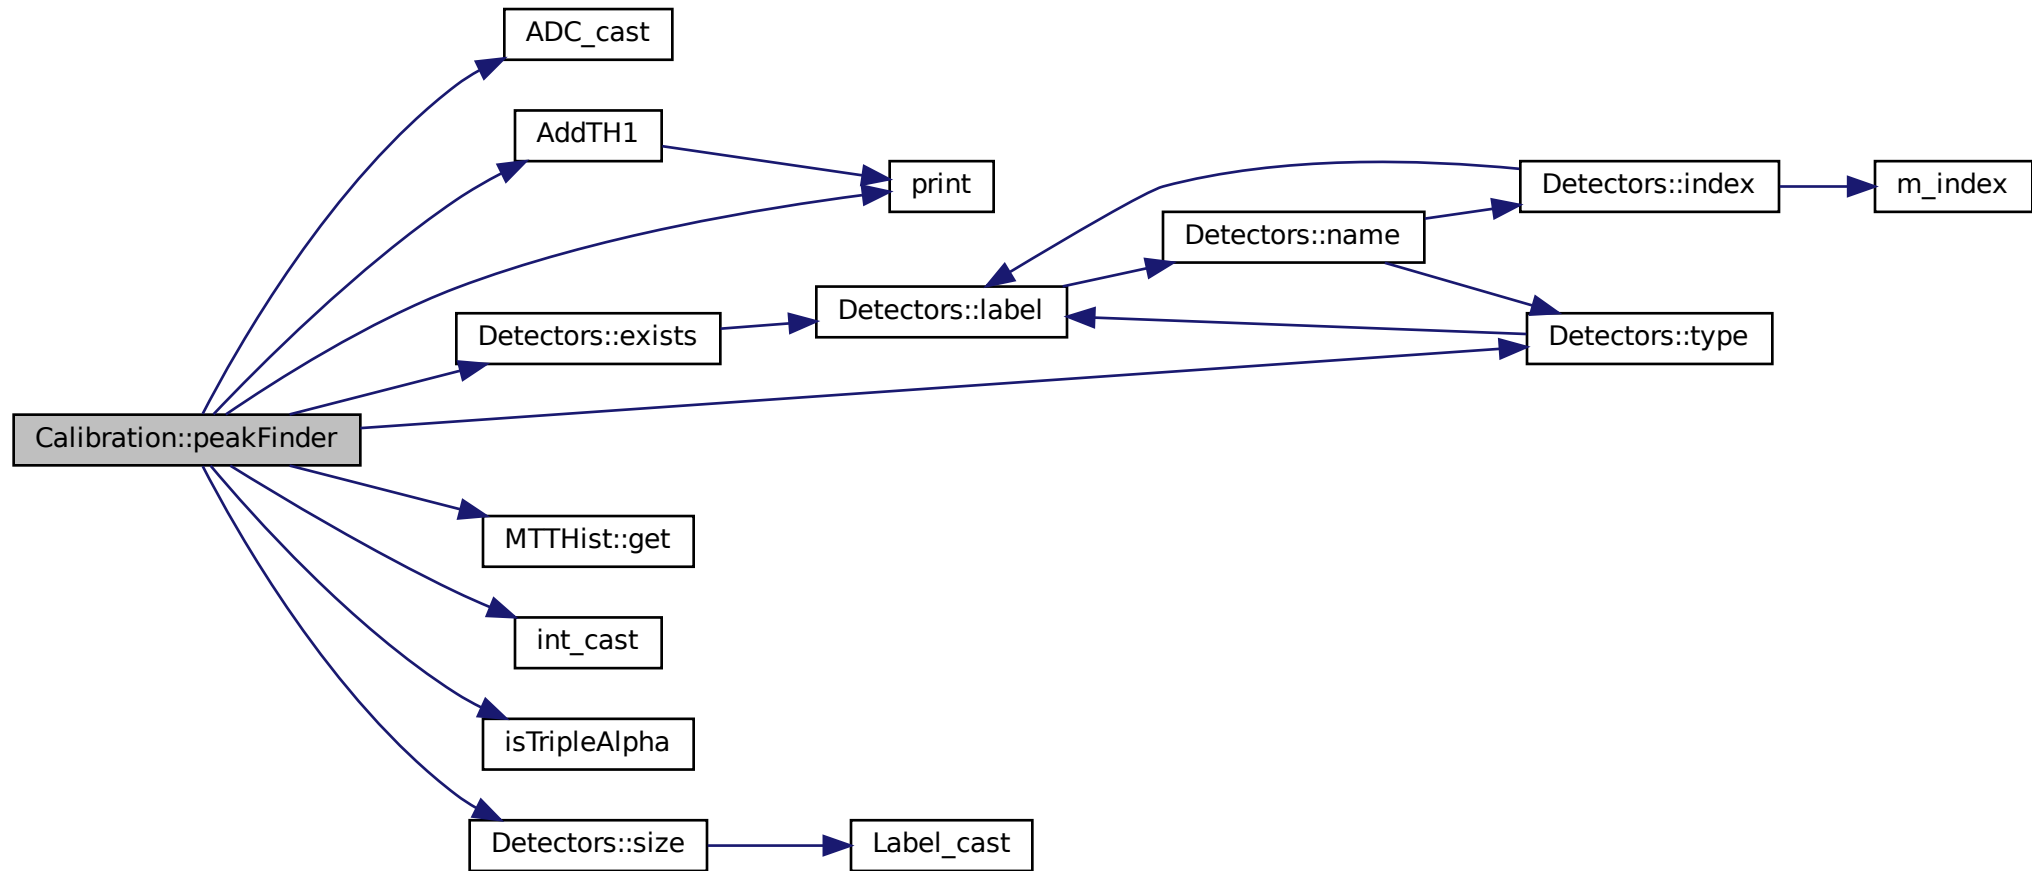 ADC_cast
AddTH1
print
Detectors::index
m_index
Detectors::name
Detectors::label
Detectors::exists
Detectors::type
Calibration::peakFinder
MTTHist::get
int_cast
isTripleAlpha
Detectors::size
Label_cast